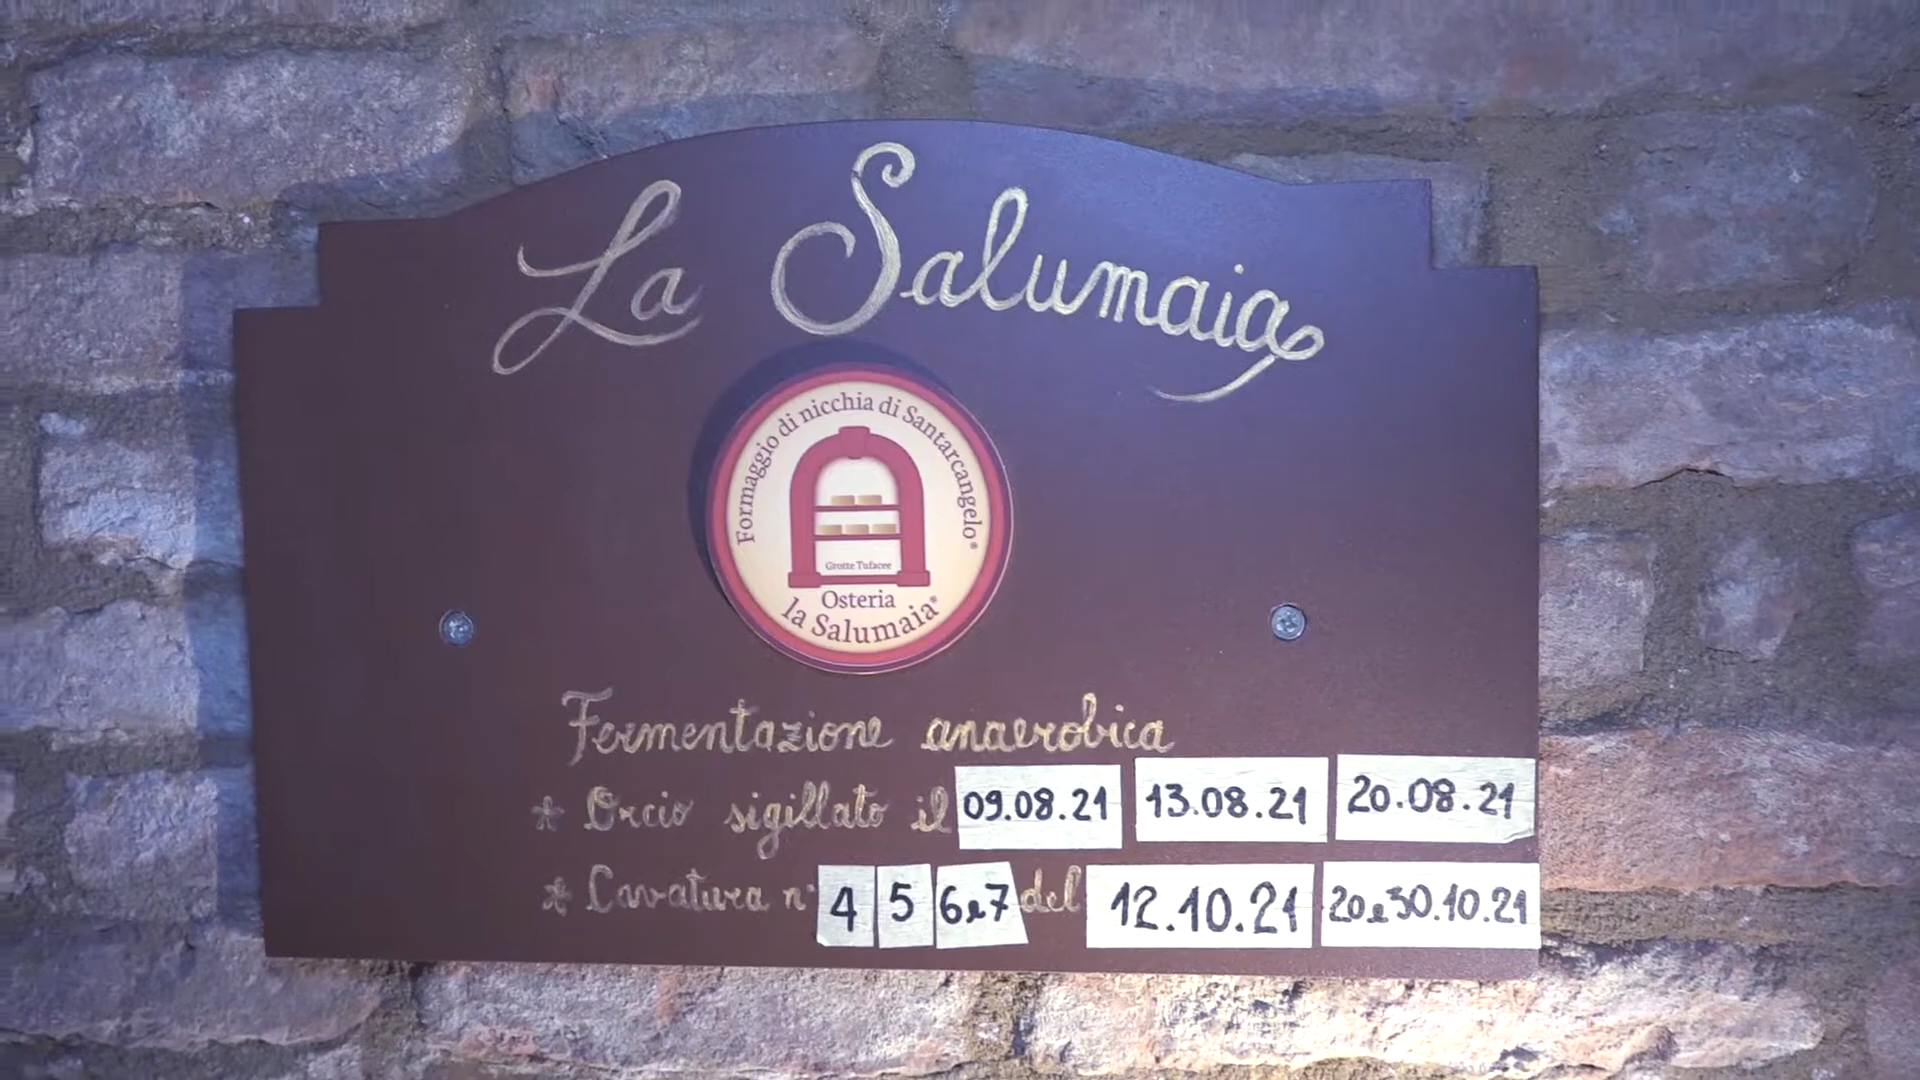 La Salumaia
Formaggio di nicchia di Santarcangelo®
Grotte Tufacee
Osteria
la Salumaia®
Fermentazione anaerobica
* Orcio sigillato il 09.08.21 13.08.21 20.08.21
* Cavatura n° 4 5 6e7 del 12.10.21 20e30.10.21